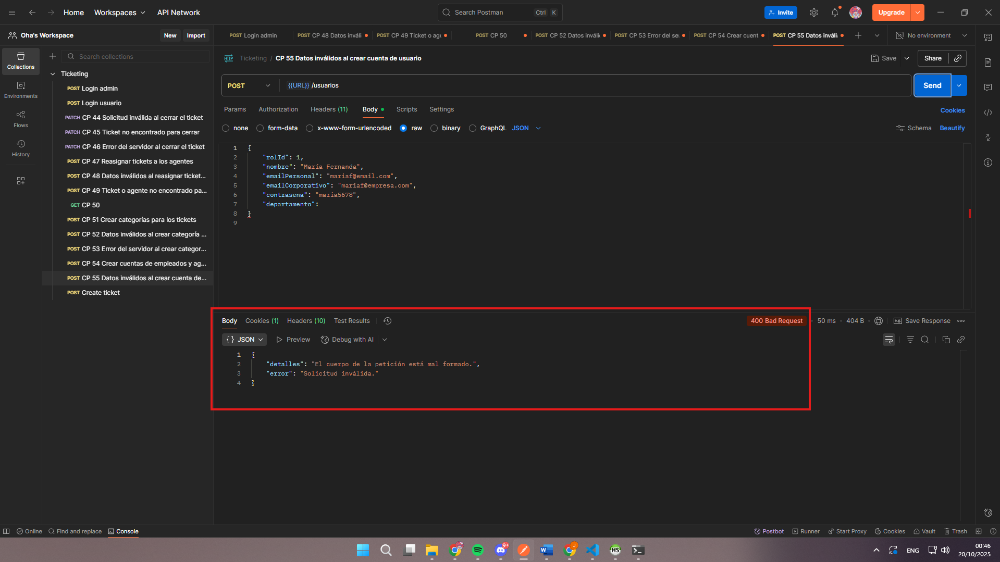 Home
Workspaces
API Network
Search Postman
Ctrl
K
Invite
Upgrade
Oha's Workspace
New
Import
POST Login admin
POST CP 48 Datos inváli
POST CP 49 Ticket o age
POST CP 50
POST CP 52 Datos inváli
POST CP 53 Error del se
POST CP 54 Crear cuent
POST CP 55 Datos inváli
No environment
Collections
Environments
Flows
History
Search collections
Ticketing
POST Login admin
POST Login usuario
PATCH CP 44 Solicitud inválida al cerrar el ticket
PATCH CP 45 Ticket no encontrado para cerrar
PATCH CP 46 Error del servidor al cerrar el ticket
POST CP 47 Reasignar tickets a los agentes
POST CP 48 Datos inválidos al reasignar ticket...
POST CP 49 Ticket o agente no encontrado pa...
GET CP 50
POST CP 51 Crear categorías para los tickets
POST CP 52 Datos inválidos al crear categoría ...
POST CP 53 Error del servidor al crear categor...
POST CP 54 Crear cuentas de empleados y ag...
POST CP 55 Datos inválidos al crear cuenta de...
POST Create ticket
HTTP Ticketing / CP 55 Datos inválidos al crear cuenta de usuario
Save
Share
POST
{{URL}} /usuarios
Send
Params
Authorization
Headers (11)
Body
Scripts
Settings
Cookies
none
form-data
x-www-form-urlencoded
raw
binary
GraphQL
JSON
Schema
Beautify
1 {
2 "rolId": 1,
3 "nombre": "María Fernanda",
4 "emailPersonal": "mariaf@email.com",
5 "emailCorporativo": "mariaf@empresa.com",
6 "contrasena": "maria5678",
7 "departamento":
8 }
9
Body
Cookies (1)
Headers (10)
Test Results
400 Bad Request
50 ms
404 B
Save Response
{} JSON
Preview
Debug with AI
1 {
2 "detalles": "El cuerpo de la petición está mal formado.",
3 "error": "Solicitud inválida."
4 }
Online
Find and replace
Console
Postbot
Runner
Start Proxy
Cookies
Vault
Trash
9+
J
W
HS
ENG
00:46
20/10/2025